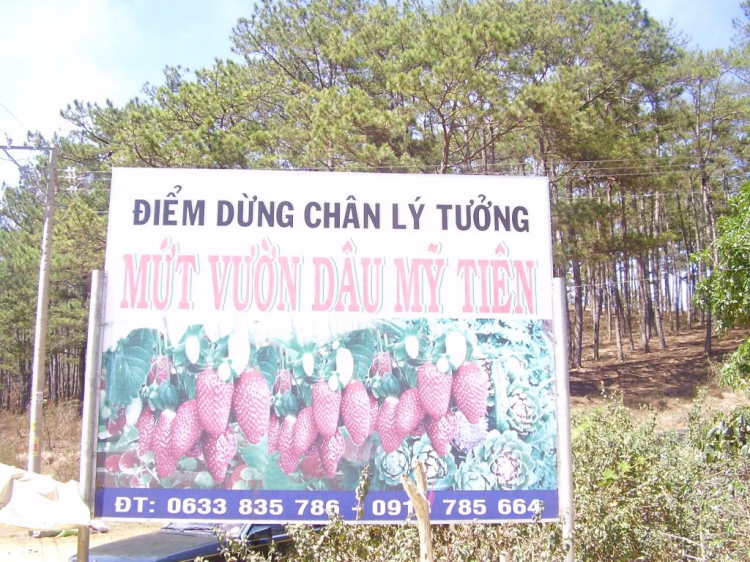 ĐIỂM DỪNG CHÂN LÝ TƯỞNG
MỨT VƯỜN DÂU MỸ TIÊN
ĐT: 0633 835 786 - 785 664